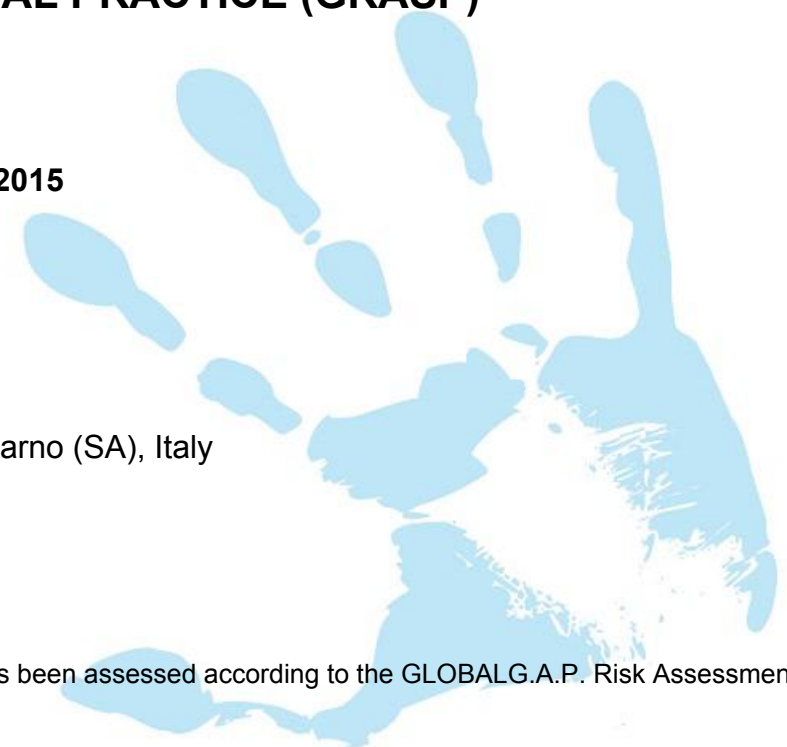 AL PRACTICE (GRASP)
2015
arno (SA), Italy
s been assessed according to the GLOBALG.A.P. Risk Assessmen